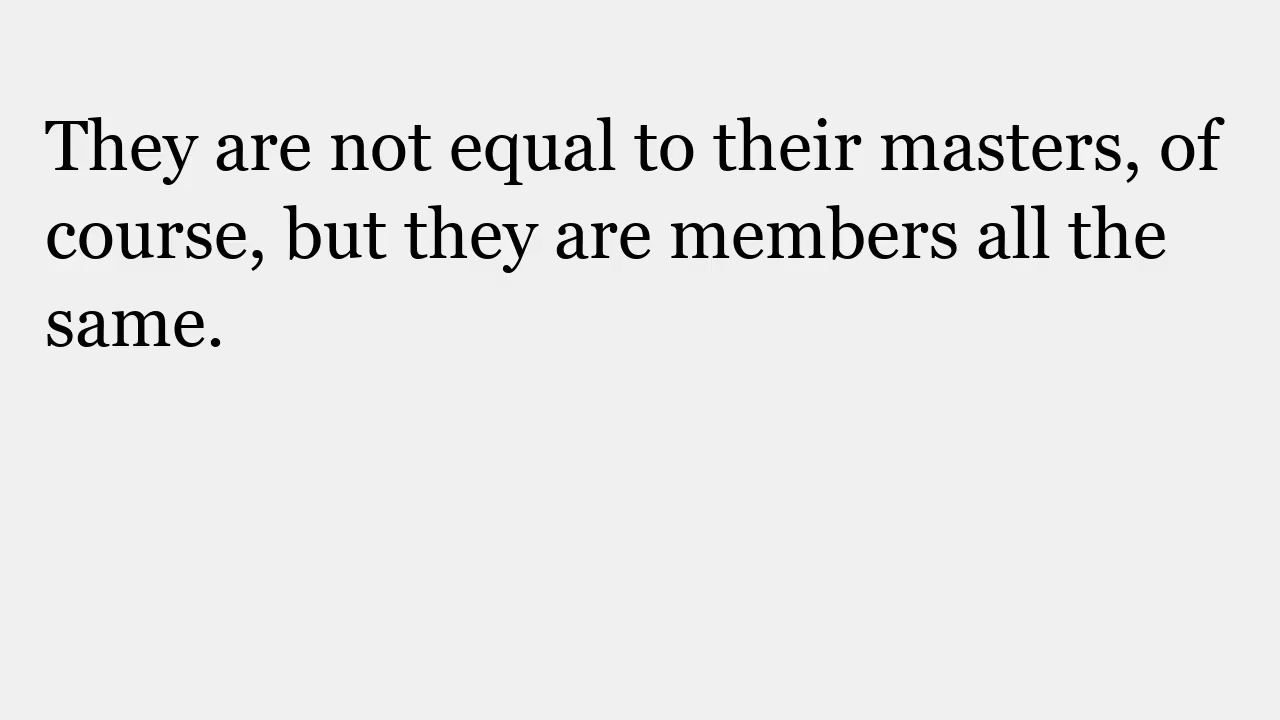 They are not equal to their masters, of
course, but they are members all the
same.